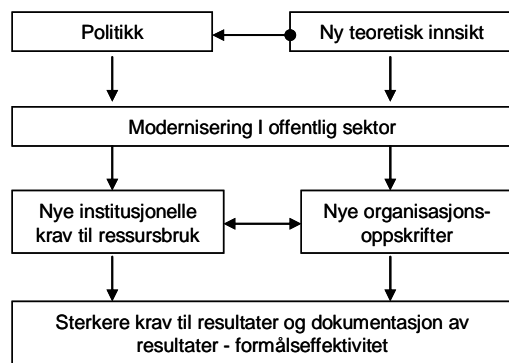 Politikk
Ny teoretisk innsikt
Modernisering I offentlig sektor
Nye institusjonelle
krav til ressursbruk
Nye organisasjons-
oppskrifter
Sterkere krav til resultater og dokumentasjon av
resultater - formålseffektivitet